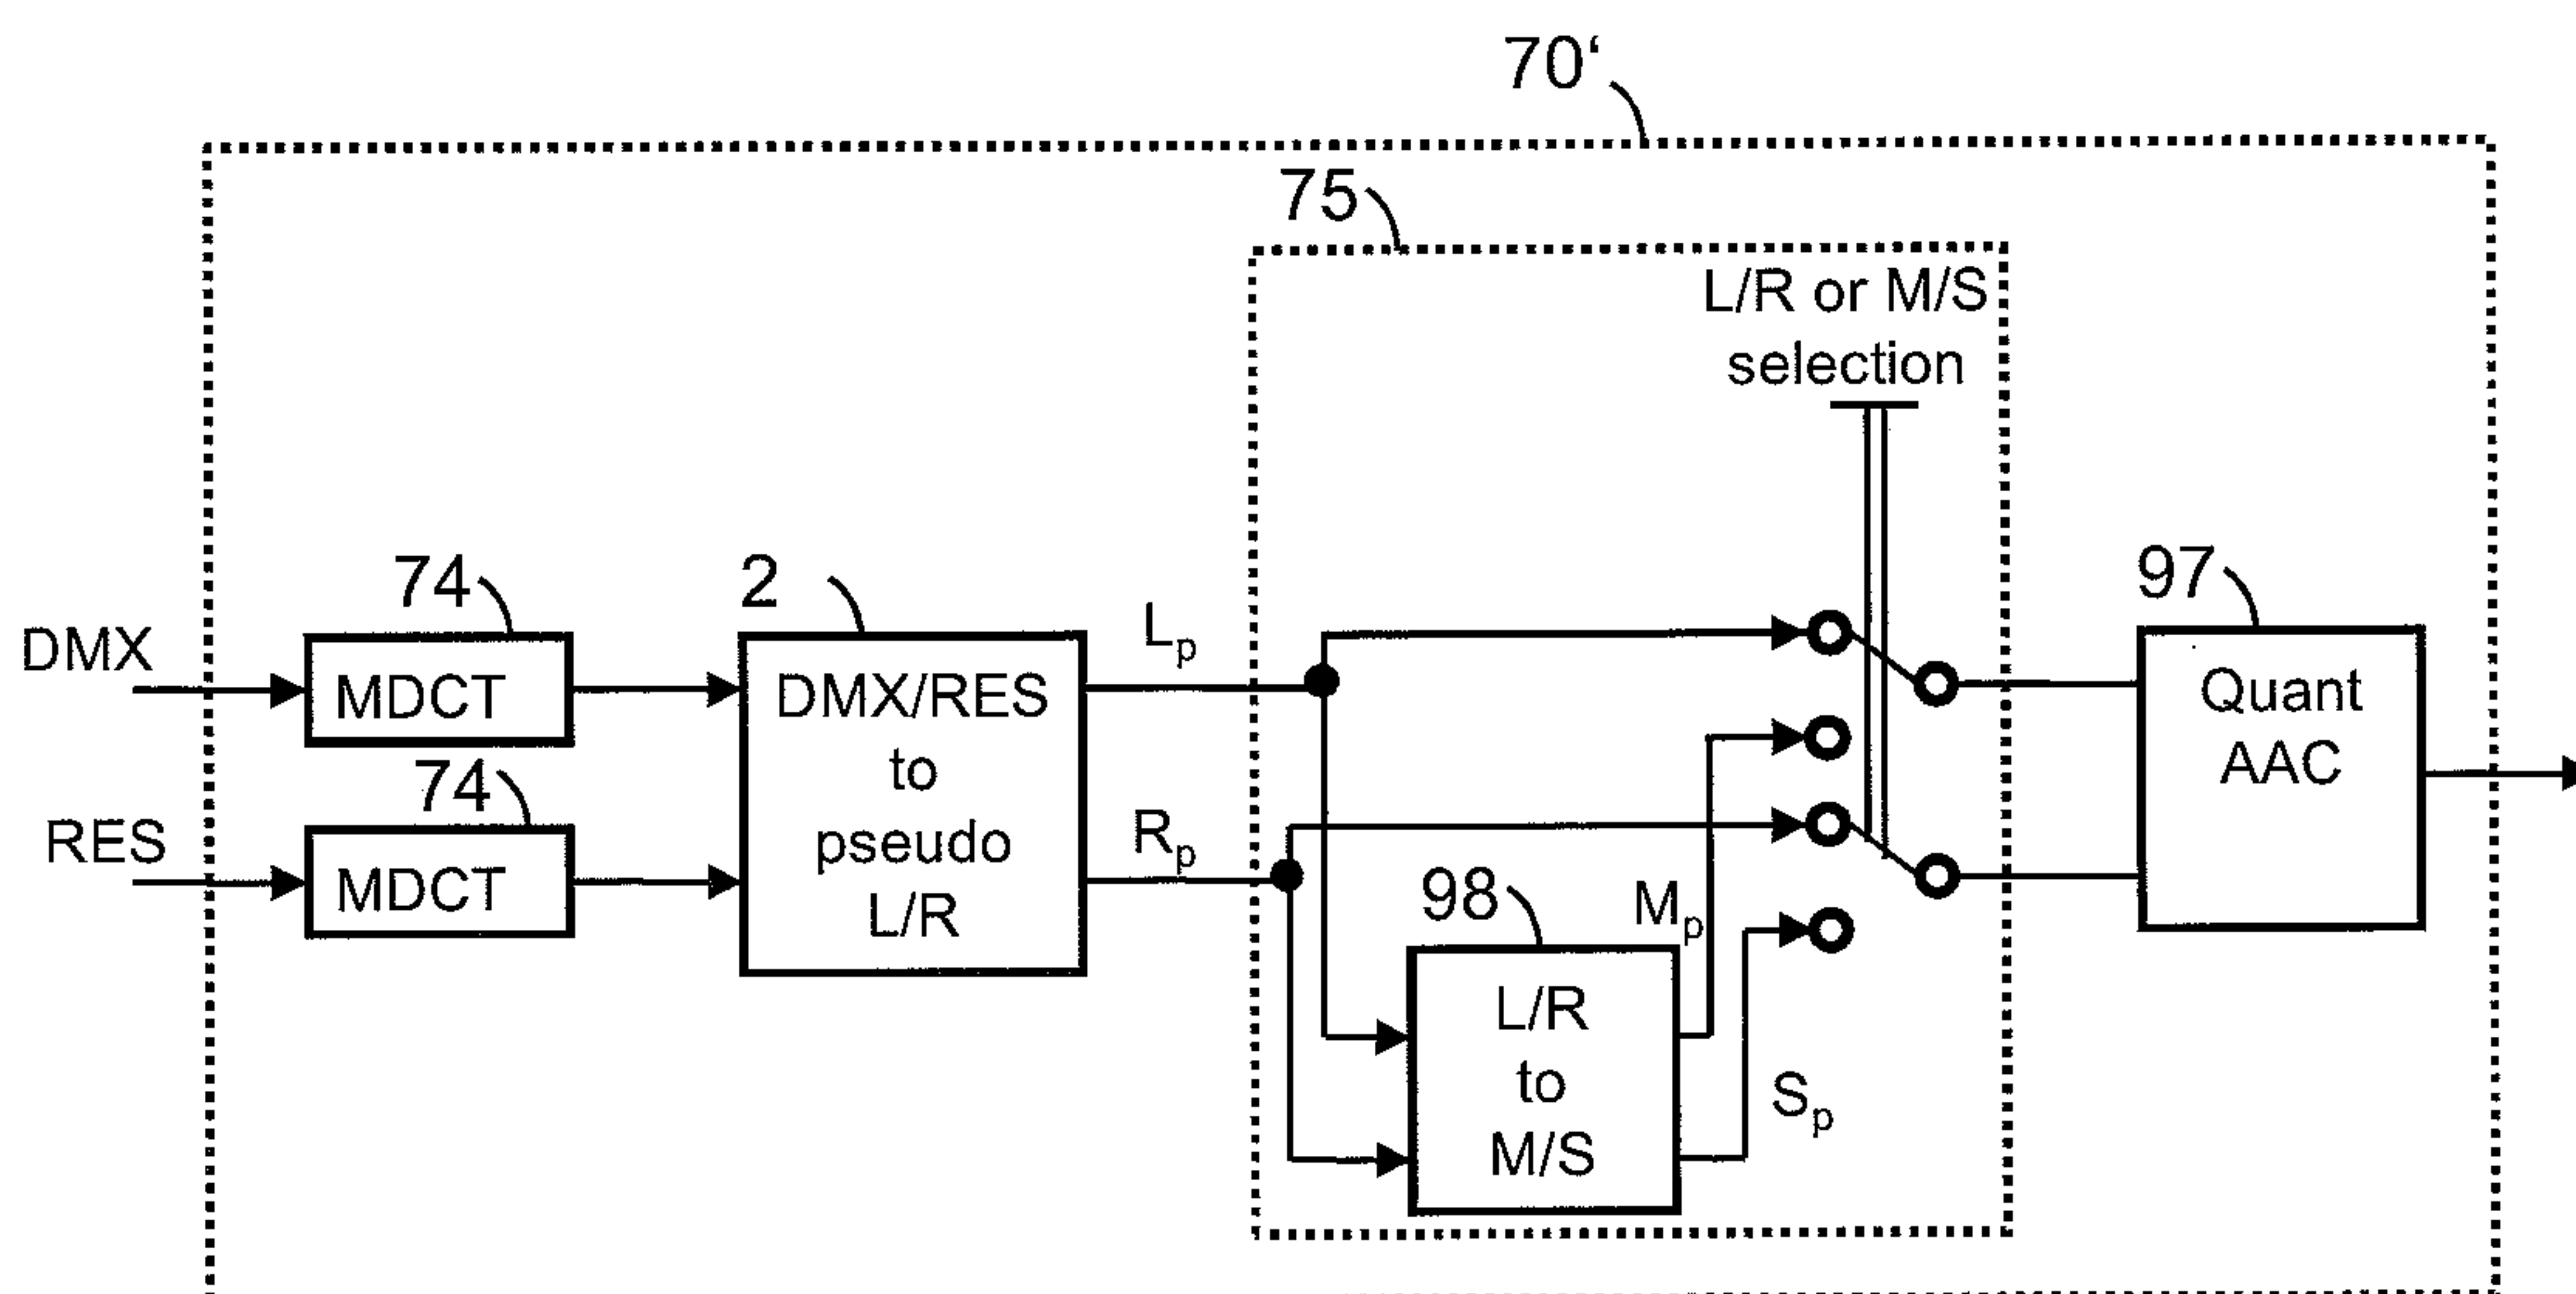 70‘
75
L/R or M/S
selection
74
2
97
DMX
MDCT
DMX/RES
to
pseudo
L/R
Lp
Quant
AAC
74
RES
MDCT
Rp
98
Mp
L/R
to
M/S
Sp